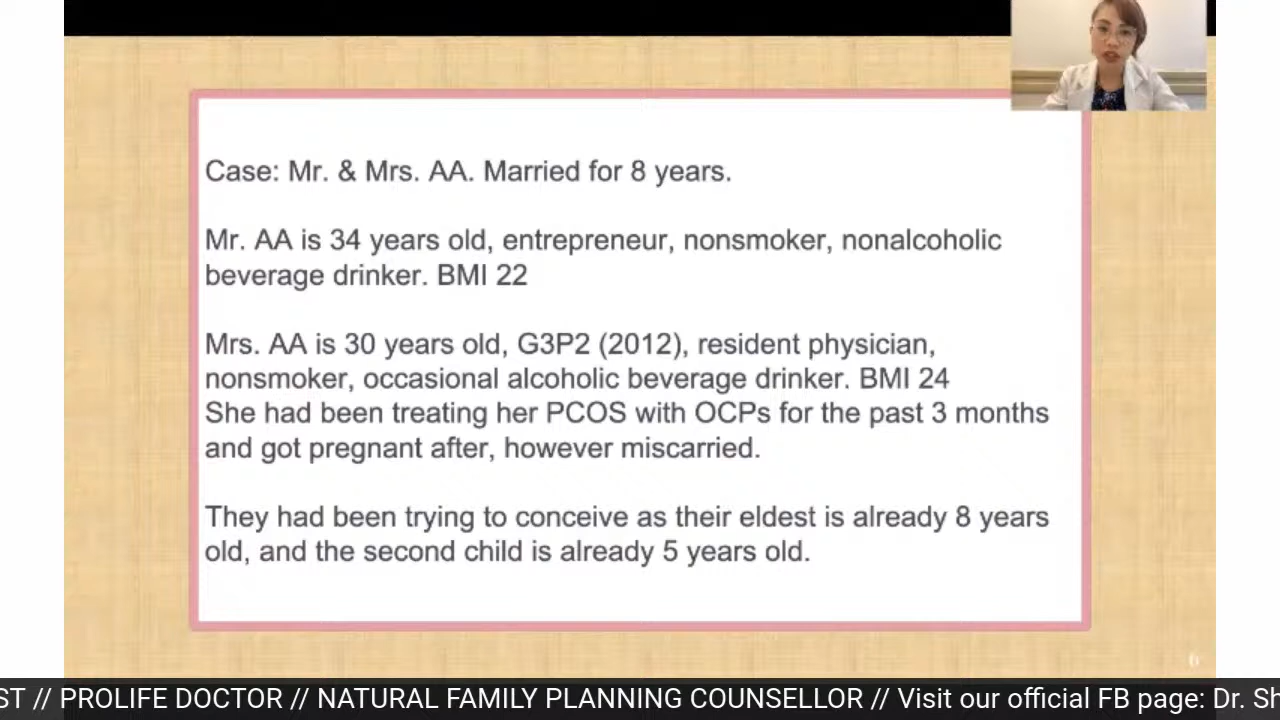 Case: Mr. & Mrs. AA. Married for 8 years.
Mr. AA is 34 years old, entrepreneur, nonsmoker, nonalcoholic
beverage drinker. BMI 22
Mrs. AA is 30 years old, G3P2 (2012), resident physician,
nonsmoker, occasional alcoholic beverage drinker. BMI 24
She had been treating her PCOS with OCPs for the past 3 months
and got pregnant after, however miscarried.
They had been trying to conceive as their eldest is already 8 years
old, and the second child is already 5 years old.
6
ST // PROLIFE DOCTOR // NATURAL FAMILY PLANNING COUNSELLOR // Visit our official FB page: Dr. Sh